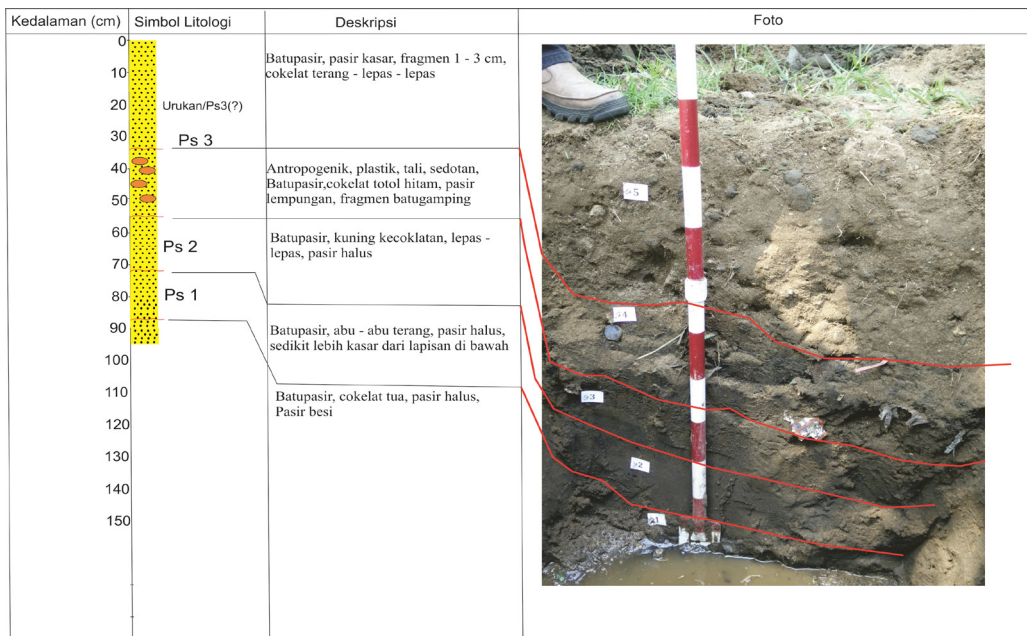 Kedalaman (cm) Simbol Litologi Deskripsi Foto
0
10
20
30
40
50
60
70
80
90
100
110
120
130
140
150
Urukan/Ps3(?)
Ps 3
Ps 2
Ps 1
Batupasir, pasir kasar, fragmen 1 - 3 cm,
cokelat terang - lepas - lepas
Antropogenik, plastik, tali, sedotan,
Batupasir,cokelat totol hitam, pasir
lempungan, fragmen batugamping
Batupasir, kuning kecoklatan, lepas -
lepas, pasir halus
Batupasir, abu - abu terang, pasir halus,
sedikit lebih kasar dari lapisan di bawah
Batupasir, cokelat tua, pasir halus,
Pasir besi